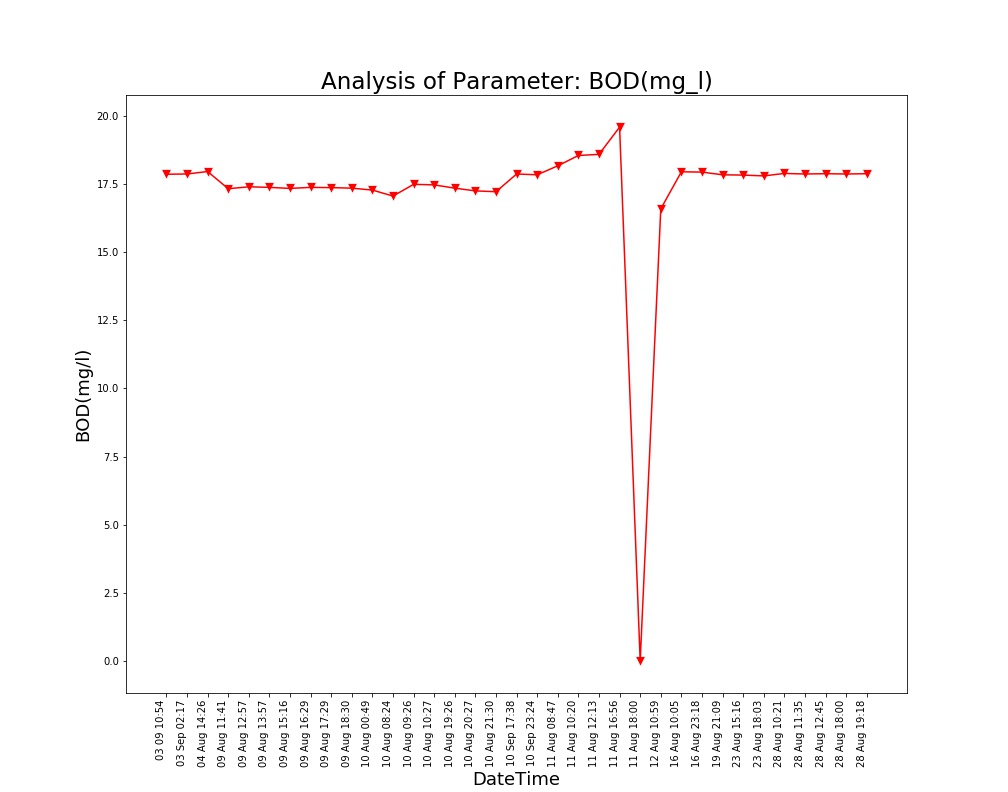 Analysis of Parameter: BOD(mg_l)
20.0
17.5
15.0
12.5
10.0
7.5
5.0
2.5
0.0
BOD(mg/l)
03 09 10:54
03 Sep 02:17
04 Aug 14:26
09 Aug 11:41
09 Aug 12:57
09 Aug 13:57
09 Aug 15:16
09 Aug 16:29
09 Aug 17:29
09 Aug 18:30
10 Aug 00:49
10 Aug 08:24
10 Aug 09:26
10 Aug 10:27
10 Aug 19:26
10 Aug 20:27
10 Aug 21:30
10 Sep 17:38
10 Sep 23:24
11 Aug 08:47
11 Aug 10:20
11 Aug 12:13
11 Aug 16:56
11 Aug 18:00
12 Aug 10:59
16 Aug 10:05
16 Aug 23:18
19 Aug 21:09
23 Aug 15:16
23 Aug 18:03
28 Aug 10:21
28 Aug 11:35
28 Aug 12:45
28 Aug 18:00
28 Aug 19:18
DateTime